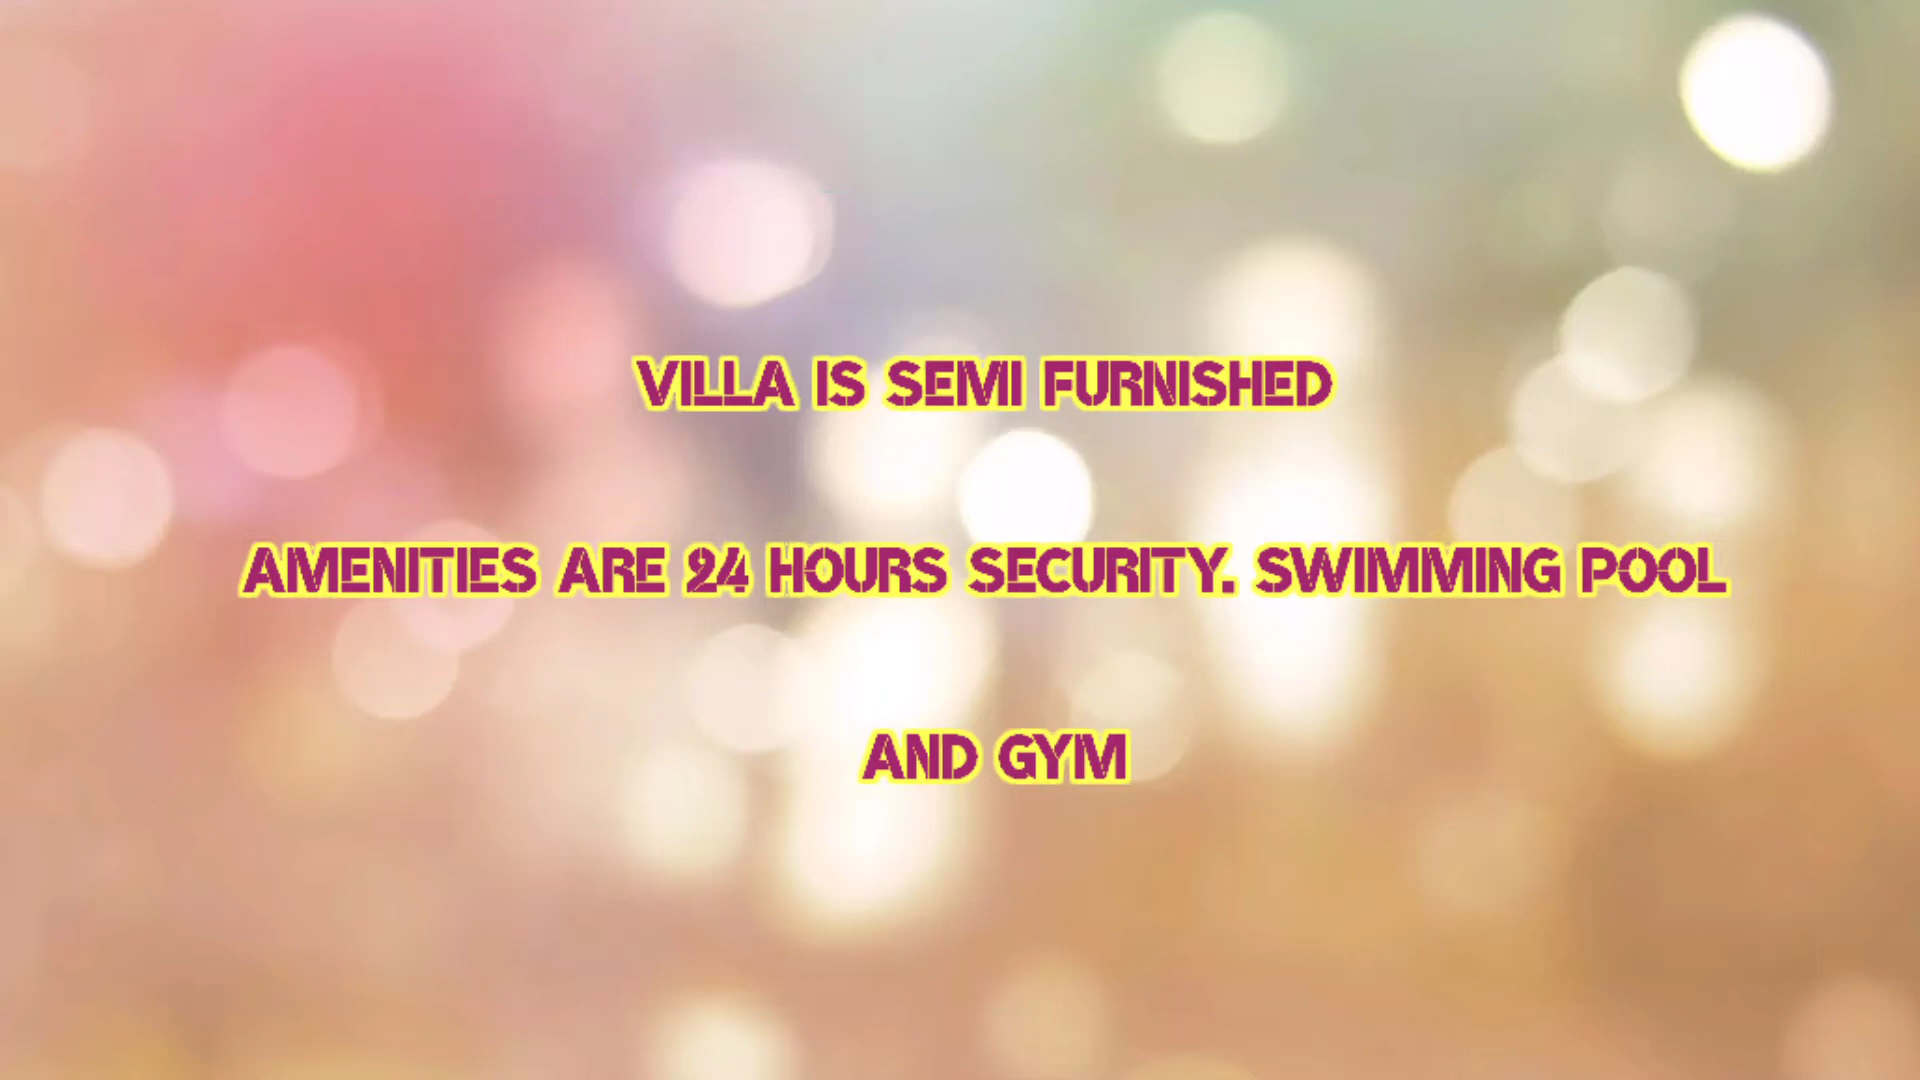 VILLA IS SEMI FURNISHED
AMENITIES ARE 24 HOURS SECURITY. SWIMMING POOL
AND GYM